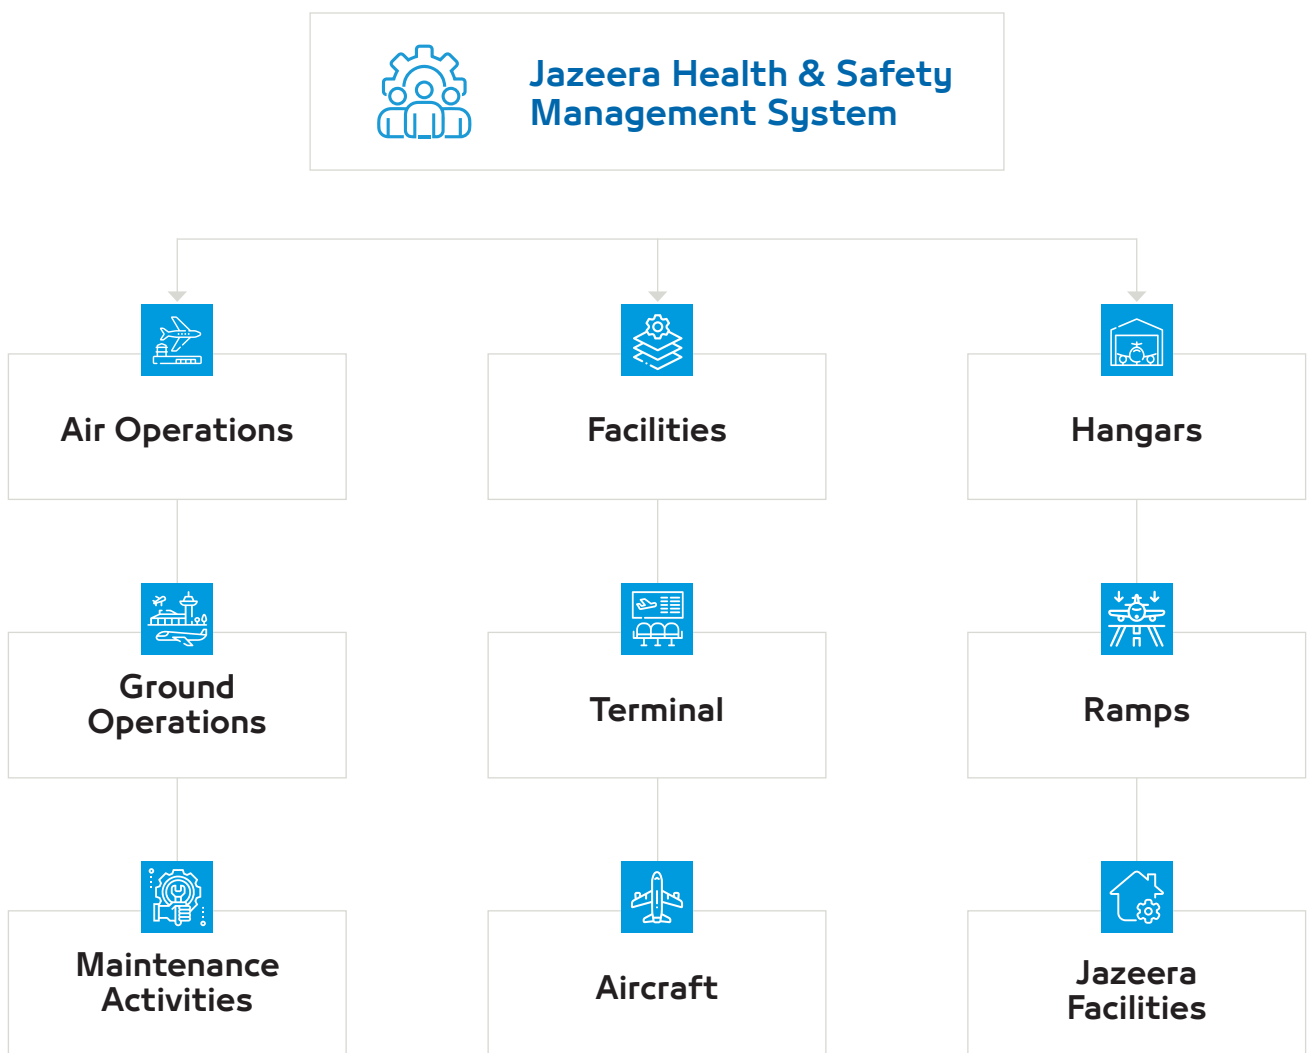 Jazeera Health & Safety
Management System
Air Operations
Facilities
Hangars
Ground
Operations
Terminal
Ramps
Maintenance
Activities
Aircraft
Jazeera
Facilities